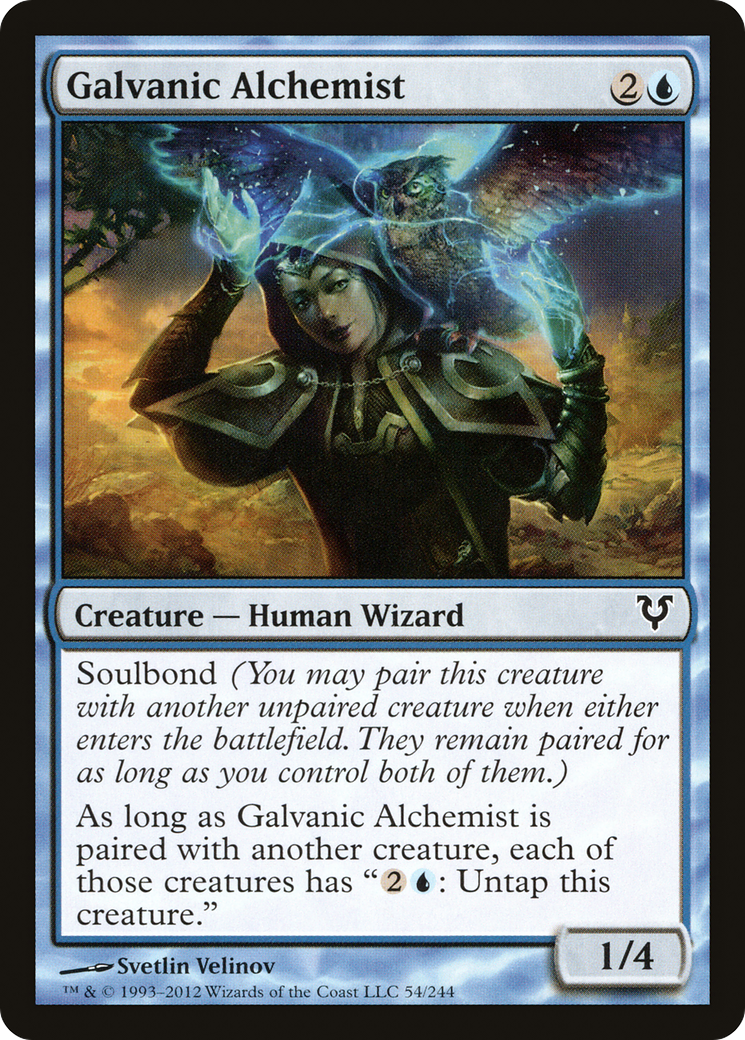 Galvanic Alchemist 2
Creature — Human Wizard
Soulbond (You may pair this creature
with another unpaired creature when either
enters the battlefield. They remain paired for
as long as you control both of them.)
As long as Galvanic Alchemist is
paired with another creature, each of
those creatures has “2: Untap this
creature.”
1/4
Svetlin Velinov
™ & © 1993–2012 Wizards of the Coast LLC 54/244